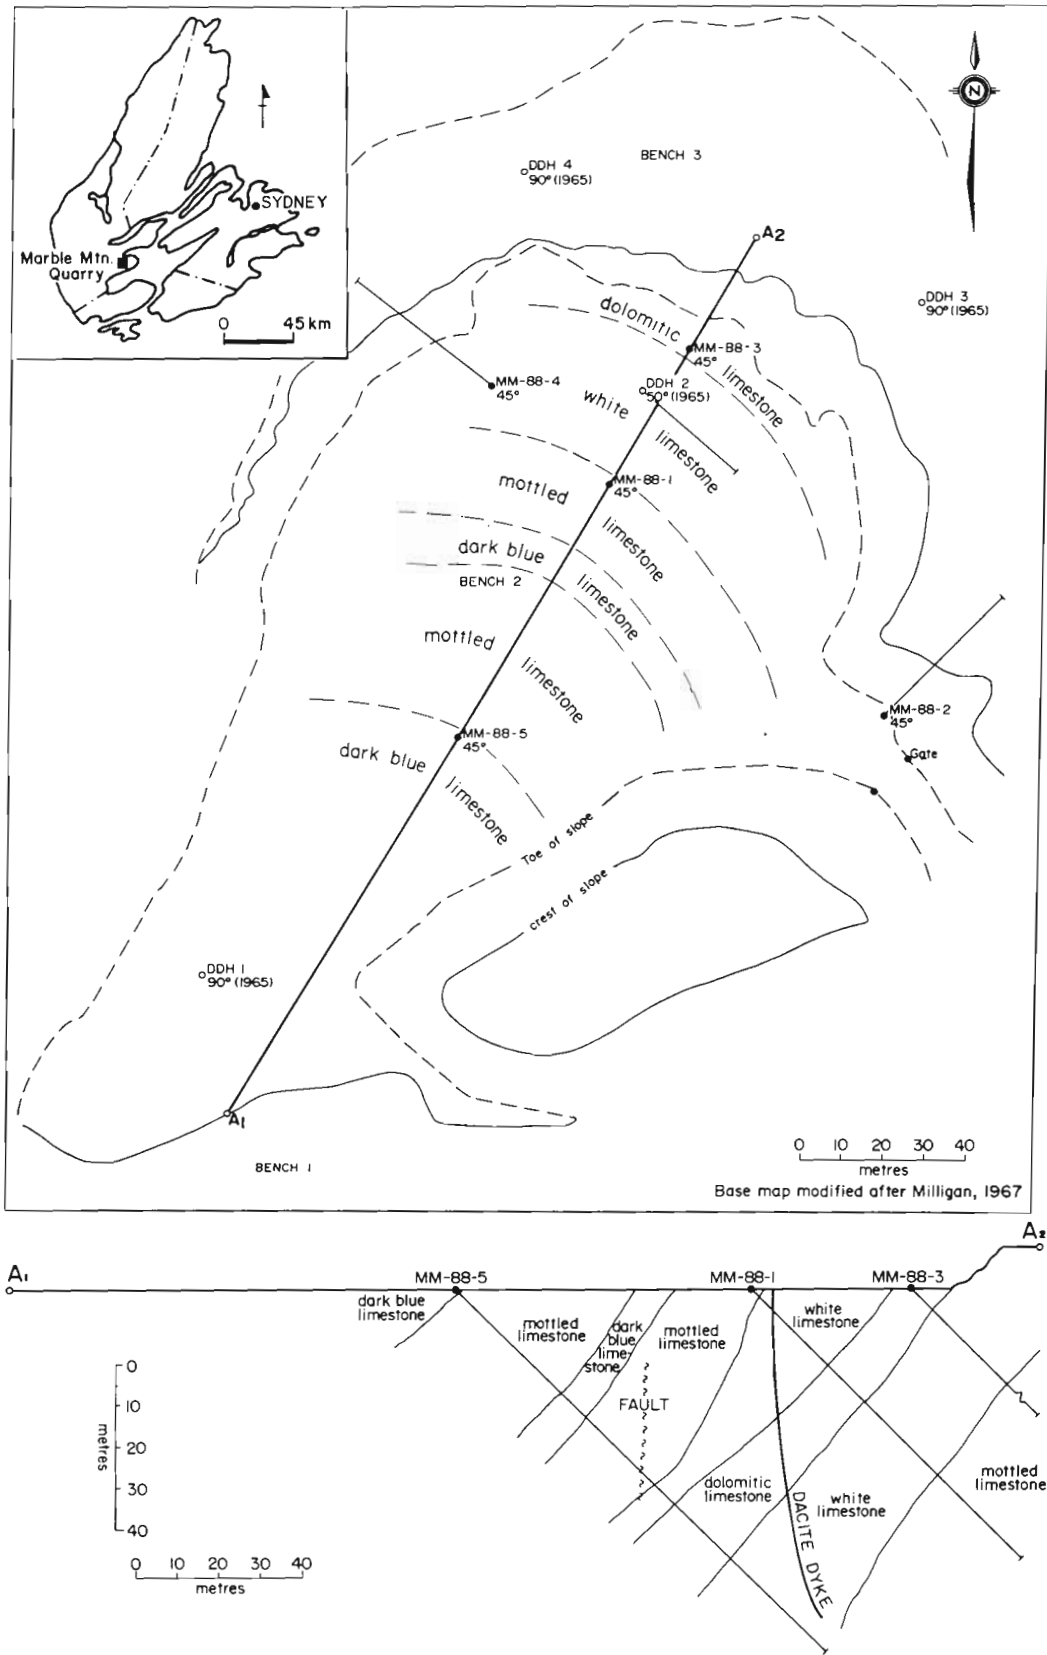 SYDNEY
Marble Mtn.
Quarry
0 45 km
N
DDH 4
90° (1965)
BENCH 3
A2
DDH 3
90° (1965)
dolomitic
limestone
MM-88-3
45°
MM-88-4
45°
DDH 2
50° (1965)
white
limestone
MM-88-1
45°
mottled
limestone
dark blue
limestone
BENCH 2
mottled
limestone
MM-88-2
45°
Gate
MM-88-5
45°
dark blue
limestone
Toe of slope
crest of slope
DDH 1
90° (1965)
A1
BENCH 1
0 10 20 30 40
metres
Base map modified after Milligan, 1967
A1
A2
MM-88-5
MM-88-1
MM-88-3
dark blue
limestone
mottled
limestone
dark
blue
lime-
stone
mottled
limestone
white
limestone
FAULT
dolomitic
limestone
DACITE DYKE
white
limestone
mottled
limestone
0
10
20
30
40
metres
0 10 20 30 40
metres